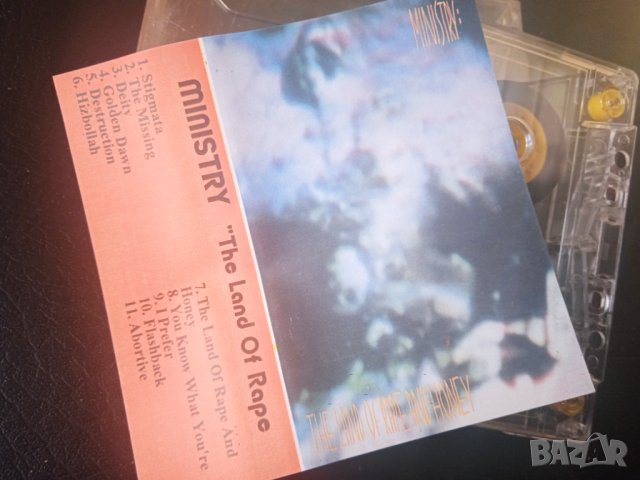 MINISTRY "The Land Of Rape
1. Stigmata
2. The Missing
3. Deity
4. Golden Dawn
5. Destruction
6. Hizbollah
7. The Land Of Rape And
Honey
8. You Know What You're
9. I Prefer
10. Flashback
11. Abortive
MINISTRY:
THE LAND OF RAPE AND HONEY
BAZAR